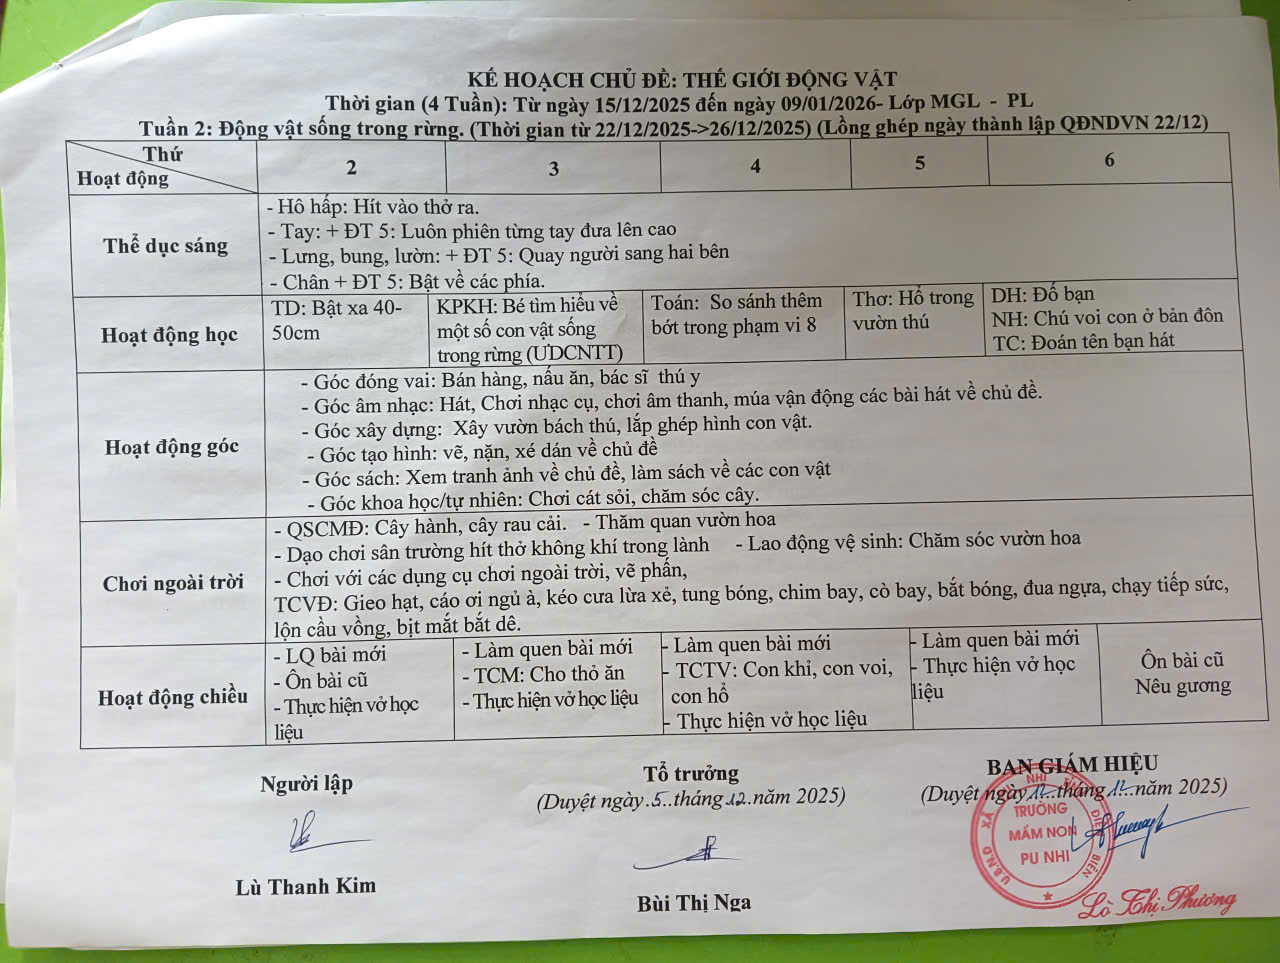 KẾ HOẠCH CHỦ ĐỀ: THẾ GIỚI ĐỘNG VẬT
Thời gian (4 Tuần): Từ ngày 15/12/2025 đến ngày 09/01/2026- Lớp MGL - PL
Tuần 2: Động vật sống trong rừng. (Thời gian từ 22/12/2025->26/12/2025) (Lồng ghép ngày thành lập QĐNDVN 22/12)
Thứ
Hoạt động
2
3
4
5
6
Thể dục sáng
- Hô hấp: Hít vào thở ra.
- Tay: + ĐT 5: Luôn phiên từng tay đưa lên cao
- Lưng, bung, lườn: + ĐT 5: Quay người sang hai bên
- Chân + ĐT 5: Bật về các phía.
Hoạt động học
TD: Bật xa 40-
50cm
KPKH: Bé tìm hiểu về
một số con vật sống
trong rừng (ƯDCNTT)
Toán: So sánh thêm
bớt trong phạm vi 8
Thơ: Hổ trong
vườn thú
DH: Đố bạn
NH: Chú voi con ở bản đôn
TC: Đoán tên bạn hát
Hoạt động góc
- Góc đóng vai: Bán hàng, nấu ăn, bác sĩ thú y
- Góc âm nhạc: Hát, Chơi nhạc cụ, chơi âm thanh, múa vận động các bài hát về chủ đề.
- Góc xây dựng: Xây vườn bách thú, lắp ghép hình con vật.
- Góc tạo hình: vẽ, nặn, xé dán về chủ đề
- Góc sách: Xem tranh ảnh về chủ đề, làm sách về các con vật
- Góc khoa học/tự nhiên: Chơi cát sỏi, chăm sóc cây.
Chơi ngoài trời
- QSCMĐ: Cây hành, cây rau cải. - Thăm quan vườn hoa
- Dạo chơi sân trường hít thở không khí trong lành - Lao động vệ sinh: Chăm sóc vườn hoa
- Chơi với các dụng cụ chơi ngoài trời, vẽ phấn,
TCVĐ: Gieo hạt, cáo ơi ngủ à, kéo cưa lừa xẻ, tung bóng, chim bay, cò bay, bắt bóng, đua ngựa, chạy tiếp sức,
lộn cầu vồng, bịt mắt bắt dê.
Hoạt động chiều
- LQ bài mới
- Ôn bài cũ
- Thực hiện vở học
liệu
- Làm quen bài mới
- TCM: Cho thỏ ăn
- Thực hiện vở học liệu
- Làm quen bài mới
- TCTV: Con khỉ, con voi,
con hổ
- Thực hiện vở học liệu
- Làm quen bài mới
- Thực hiện vở học
liệu
Ôn bài cũ
Nêu gương
Người lập
Tổ trưởng
(Duyệt ngày.5..tháng.12.năm 2025)
BAN GIÁM HIỆU
(Duyệt ngày12...tháng.12...năm 2025)
U.B.N.D XÃ PU NHI TỈNH ĐIỆN BIÊN
TRƯỜNG
MẦM NON
PU NHI
Lù Thanh Kim
Bùi Thị Nga
Lò Thị Phương